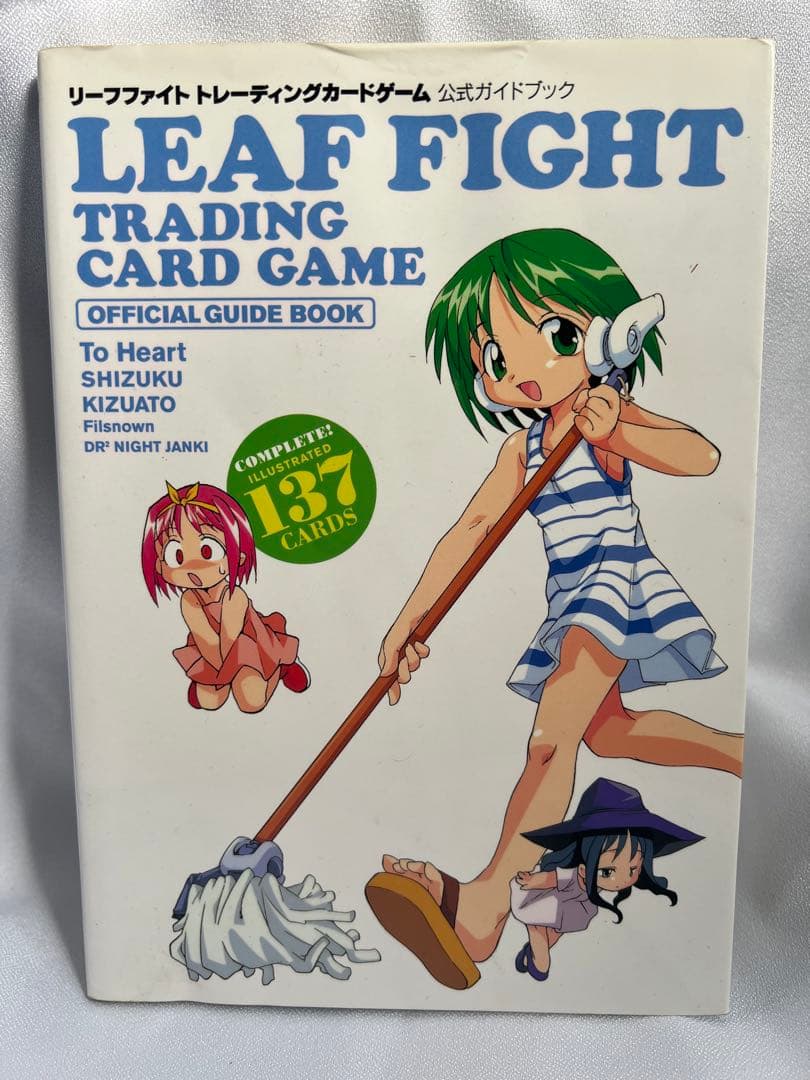 リーフファイト トレーディングカードゲーム 公式ガイドブック
LEAF FIGHT
TRADING
CARD GAME
OFFICIAL GUIDE BOOK
To Heart
SHIZUKU
KIZUATO
Filsnown
DR² NIGHT JANKI
COMPLETE!
ILLUSTRATED
137
CARDS